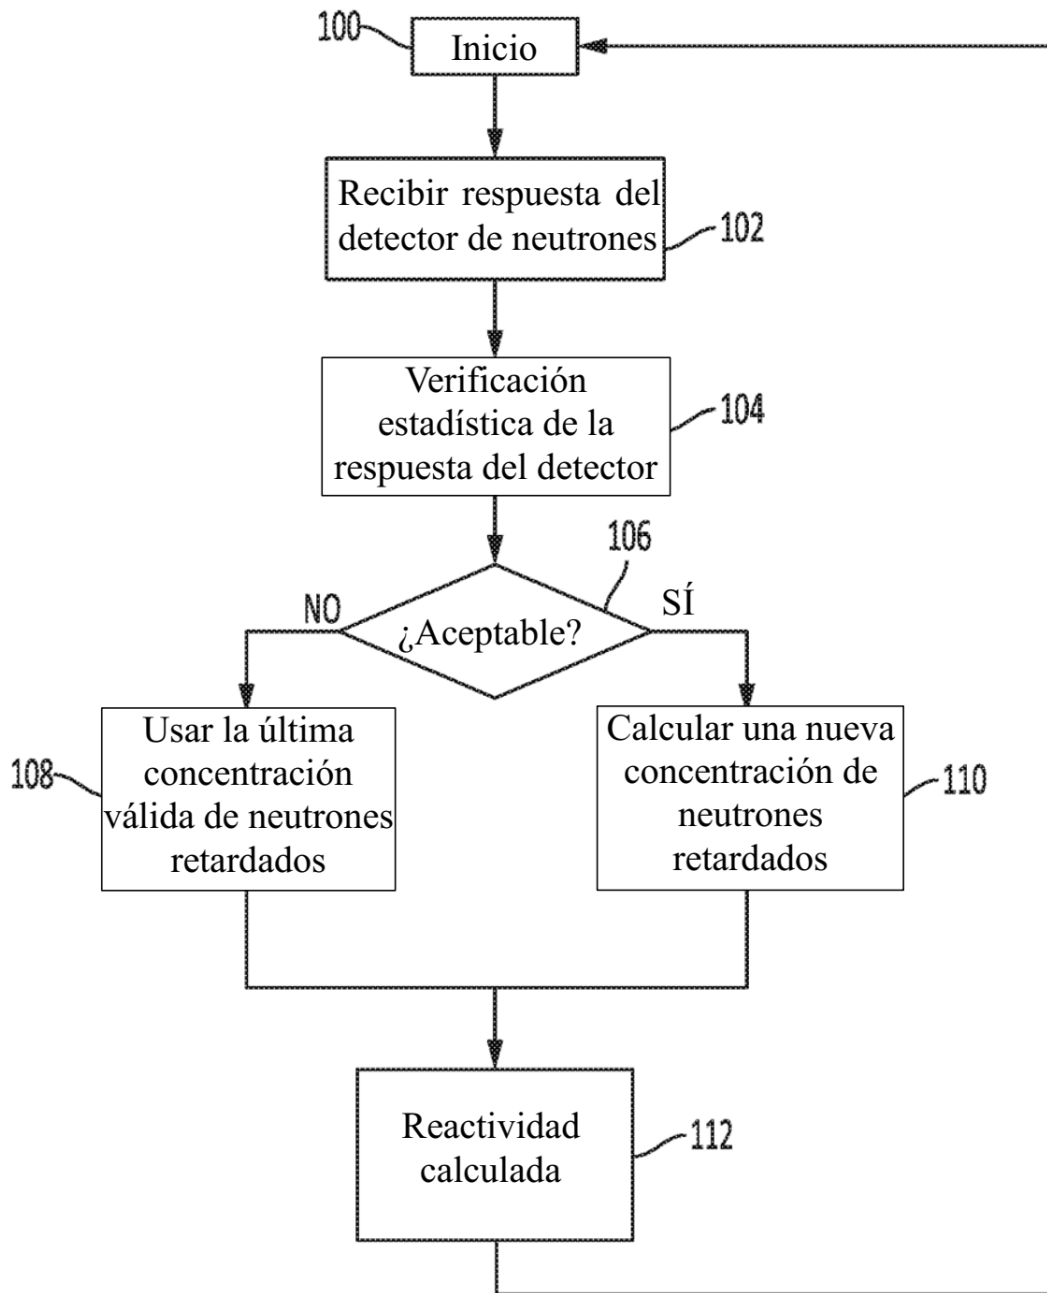 100
Inicio
Recibir respuesta del
detector de neutrones
102
Verificación
estadística de la
respuesta del detector
104
106
NO
SÍ
¿Aceptable?
Usar la última
concentración
válida de neutrones
retardados
108
Calcular una nueva
concentración de
neutrones
retardados
110
Reactividad
calculada
112